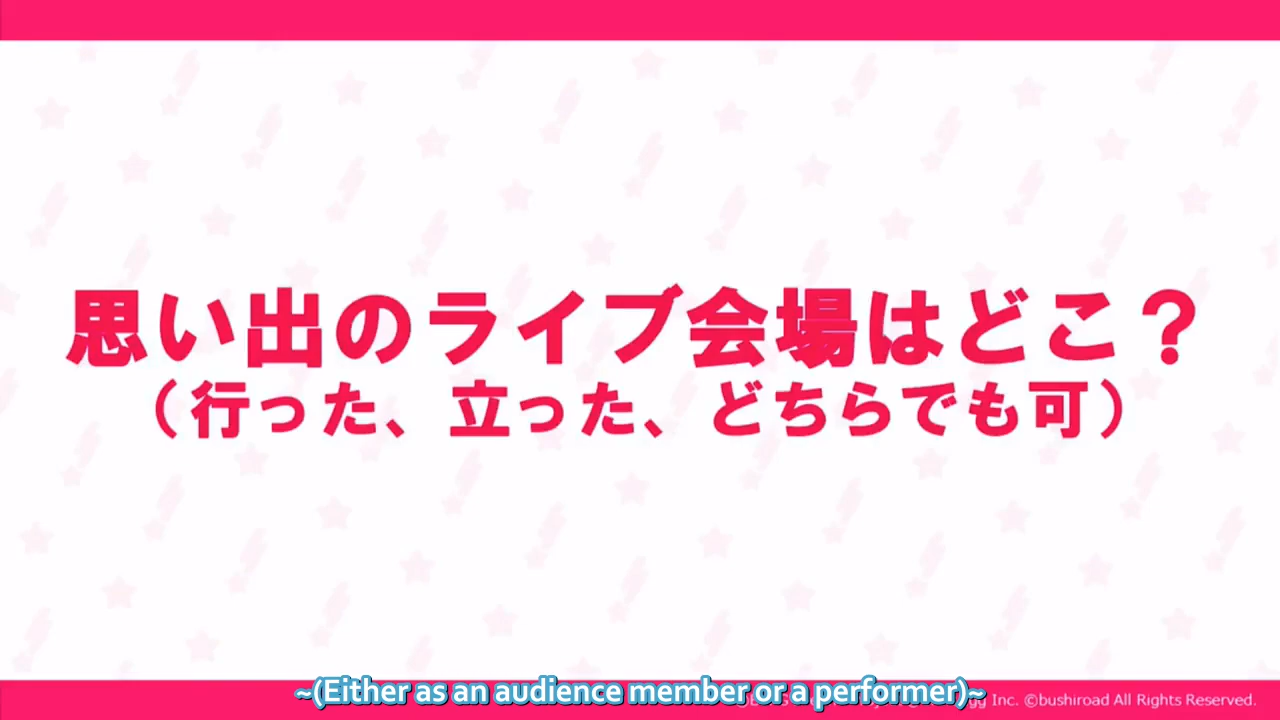 思い出のライブ会場はどこ？
（行った、立った、どちらでも可）
~(Either as an audience member or a performer)~
Inc. ©bushiroad All Rights Reserved.